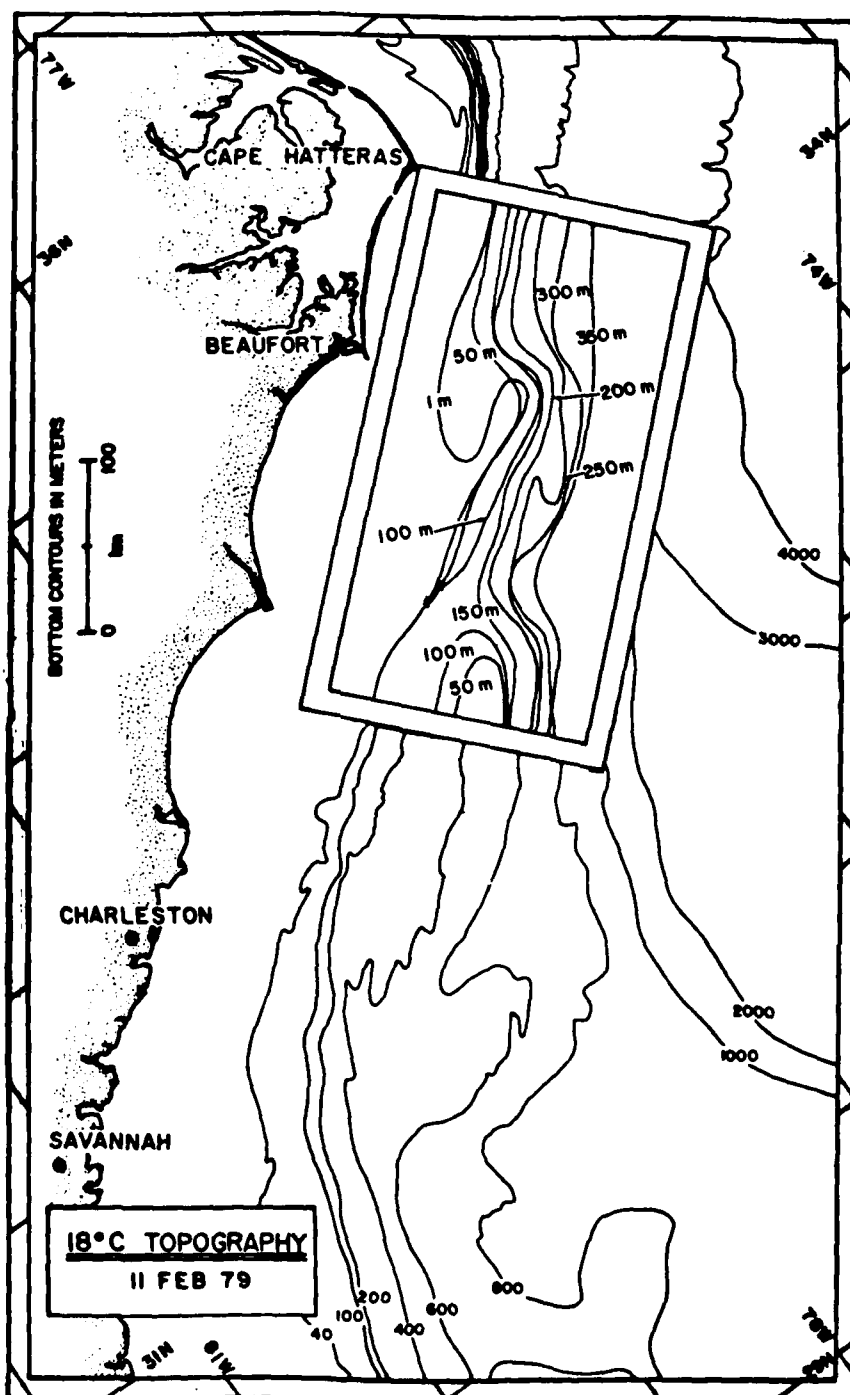 77W
34N
CAPE HATTERAS
36N
74W
300 m
BEAUFORT
50 m
350 m
1 m
200 m
250 m
100 m
BOTTOM CONTOURS IN METERS
100
km
0
4000
150 m
3000
100 m
50 m
CHARLESTON
2000
1000
SAVANNAH
18°C TOPOGRAPHY
11 FEB 79
800
200
100
40
400
600
31N
81W
78W